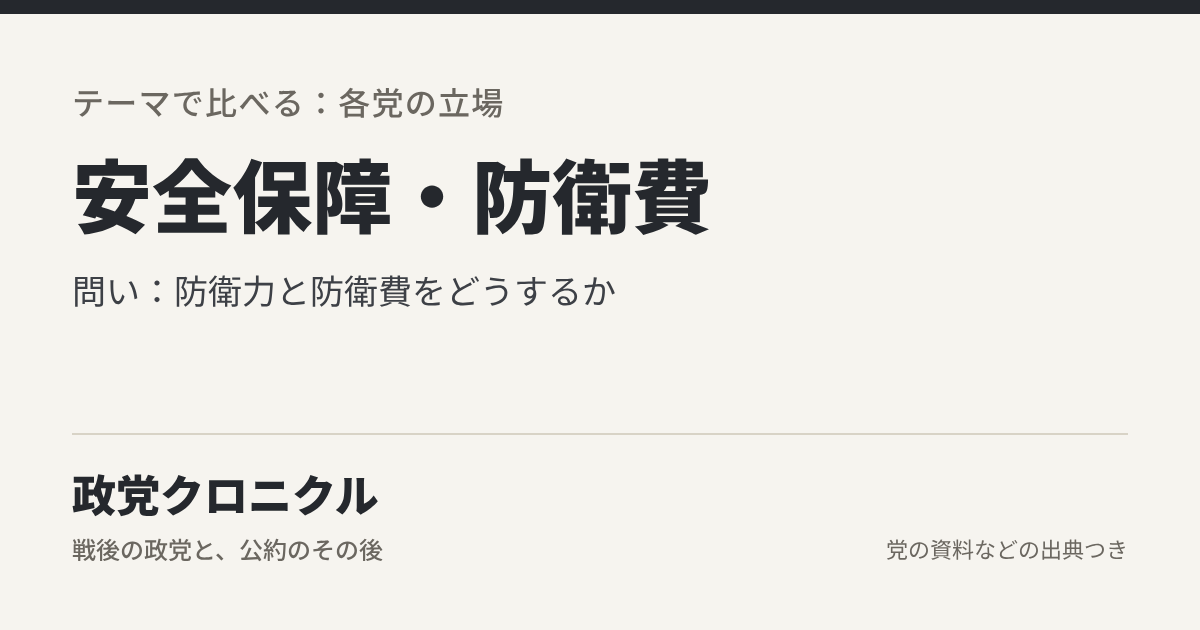 テーマで比べる：各党の立場
安全保障・防衛費
問い：防衛力と防衛費をどうするか
政党クロニクル
戦後の政党と、公約のその後
党の資料などの出典つき